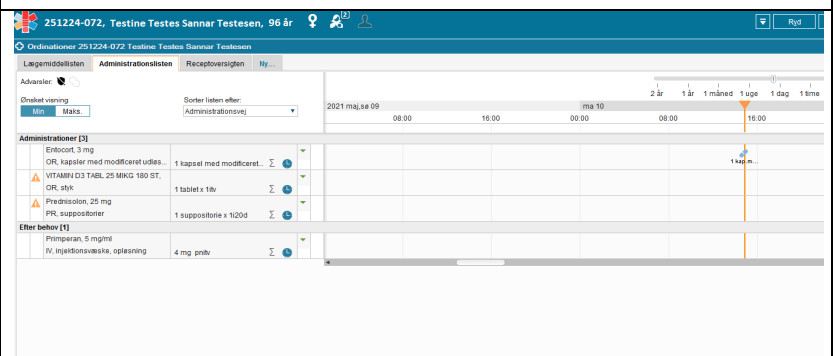 251224-072, Testine Testes Sannar Testesen, 96 år
2
Ryd
Ordinationer 251224-072 Testine Testes Sannar Testesen
Lægemiddellisten Administrationslisten Receptoversigten Ny...
Advarsler:
2 år 1 år 1 måned 1 uge 1 dag 1 time
Ønsket visning Sorter listen efter:
Min Maks. Administrationsvej
2021 maj,sø 09 ma 10
08:00 16:00 00:00 08:00 16:00
Administrationer [3]
Entocort, 3 mg
OR, kapsler med modificeret udløs... 1 kapsel med modificeret... Σ
1 kap.m...
VITAMIN D3 TABL 25 MIKG 180 ST,
OR, styk 1 tablet x 1itv Σ
Prednisolon, 25 mg
PR, suppositorier 1 suppositorie x 1i20d Σ
Efter behov [1]
Primperan, 5 mg/ml
IV, injektionsvæske, opløsning 4 mg pnitv Σ